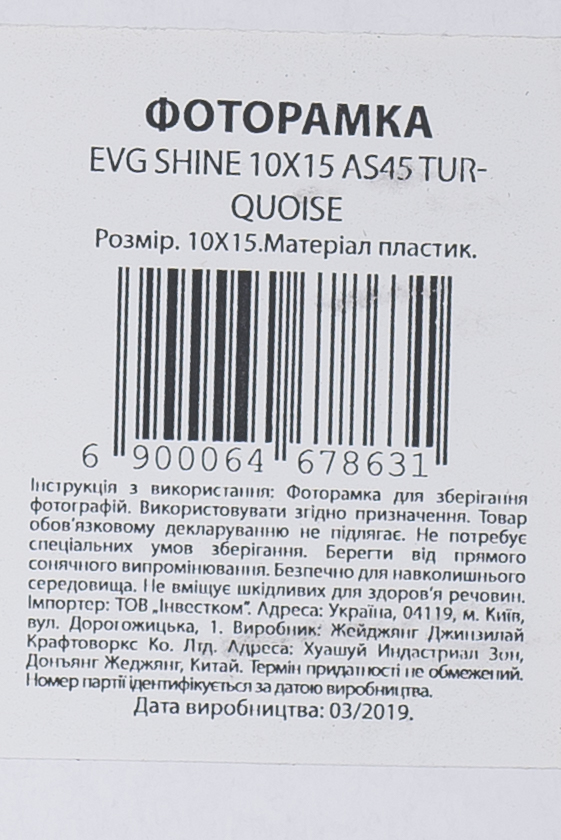 ФОТОРАМКА
EVG SHINE 10X15 AS45 TUR-
QUOISE
Розмір. 10X15.Матеріал пластик.
6 900064 678631
Інструкція з використання: Фоторамка для зберігання
фотографій. Використовувати згідно призначення. Товар
обов'язковому декларуванню не підлягає. Не потребує
спеціальних умов зберігання. Берегти від прямого
сонячного випромінювання. Безпечно для навколишнього
середовища. Не вміщує шкідливих для здоров'я речовин.
Імпортер: ТОВ „Інвестком". Адреса: Україна, 04119, м. Київ,
вул. Дорогожицька, 1. Виробник: Жейджянг Джинзилай
Крафтоворкс Ко. Лтд. Адреса: Хуашуй Индастриал Зон,
Донъянг Жеджянг, Китай. Термін придатності не обмежений.
Номер партії ідентифікується за датою виробництва.
Дата виробництва: 03/2019.